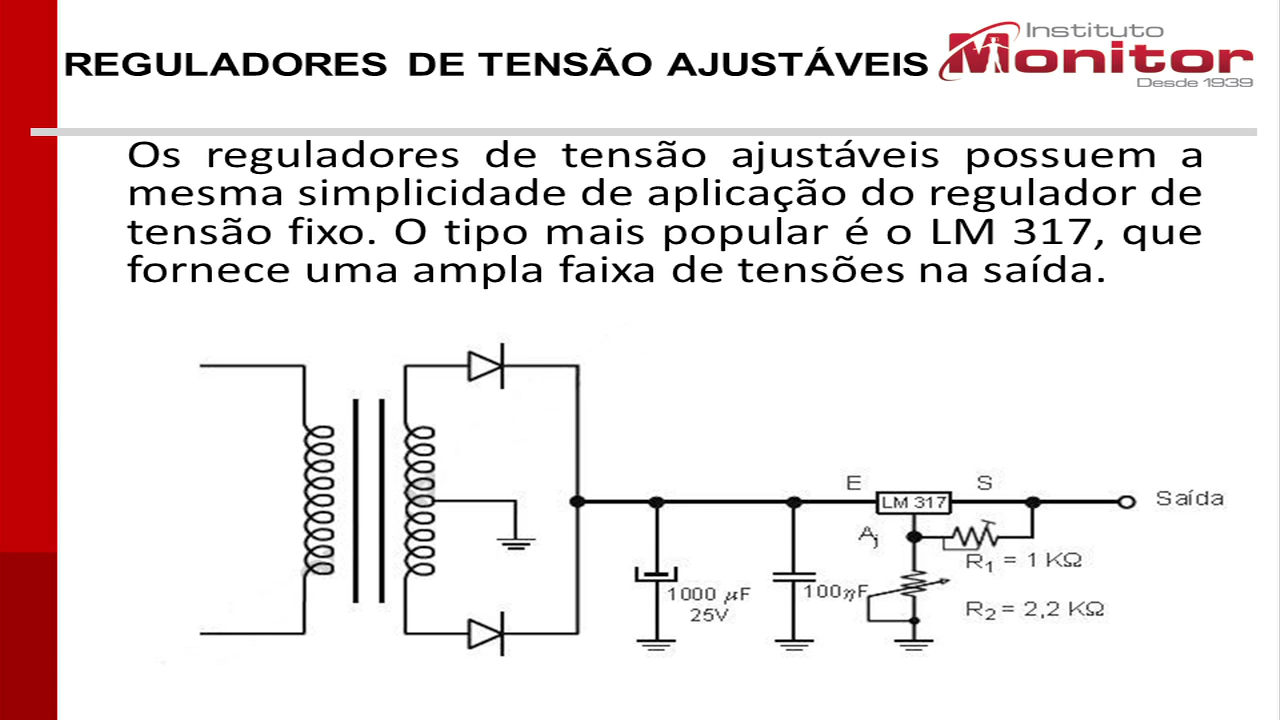 REGULADORES DE TENSÃO AJUSTÁVEIS
Instituto
Monitor
Desde 1939
Os reguladores de tensão ajustáveis possuem a
mesma simplicidade de aplicação do regulador de
tensão fixo. O tipo mais popular é o LM 317, que
fornece uma ampla faixa de tensões na saída.
E
S
LM 317
Saída
Aj
R1 = 1 KΩ
1000 µF
25V
100ηF
R2 = 2,2 KΩ